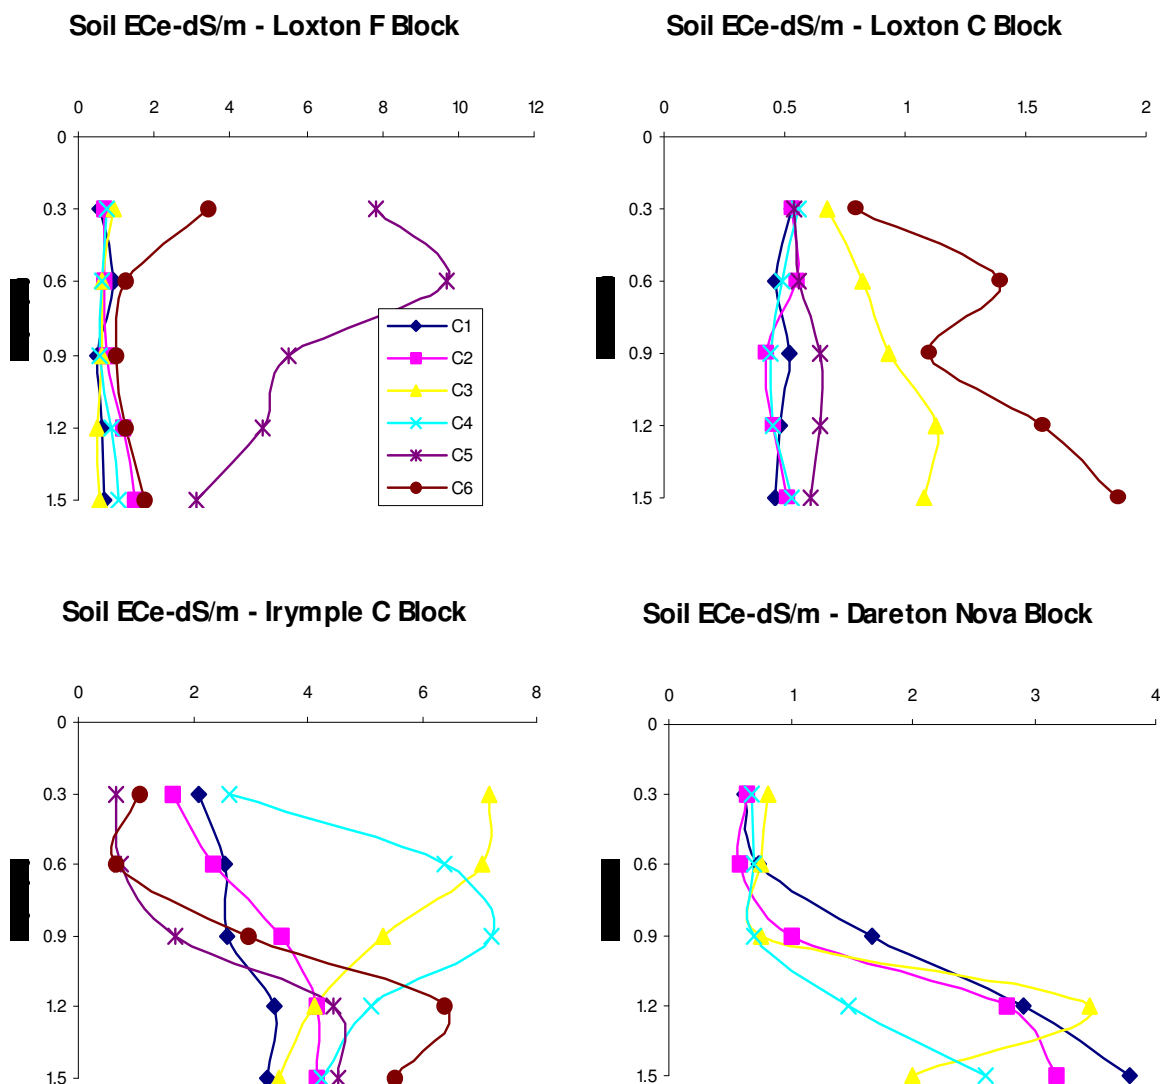 Soil ECe-dS/m - Loxton F Block
0 2 4 6 8 10 12
0
0.3
0.6
0.9
1.2
1.5
C1
C2
C3
C4
C5
C6
Soil ECe-dS/m - Loxton C Block
0 0.5 1 1.5 2
0
0.3
0.6
0.9
1.2
1.5
Soil ECe-dS/m - Irymple C Block
0 2 4 6 8
0
0.3
0.6
0.9
1.2
1.5
Soil ECe-dS/m - Dareton Nova Block
0 1 2 3 4
0
0.3
0.6
0.9
1.2
1.5